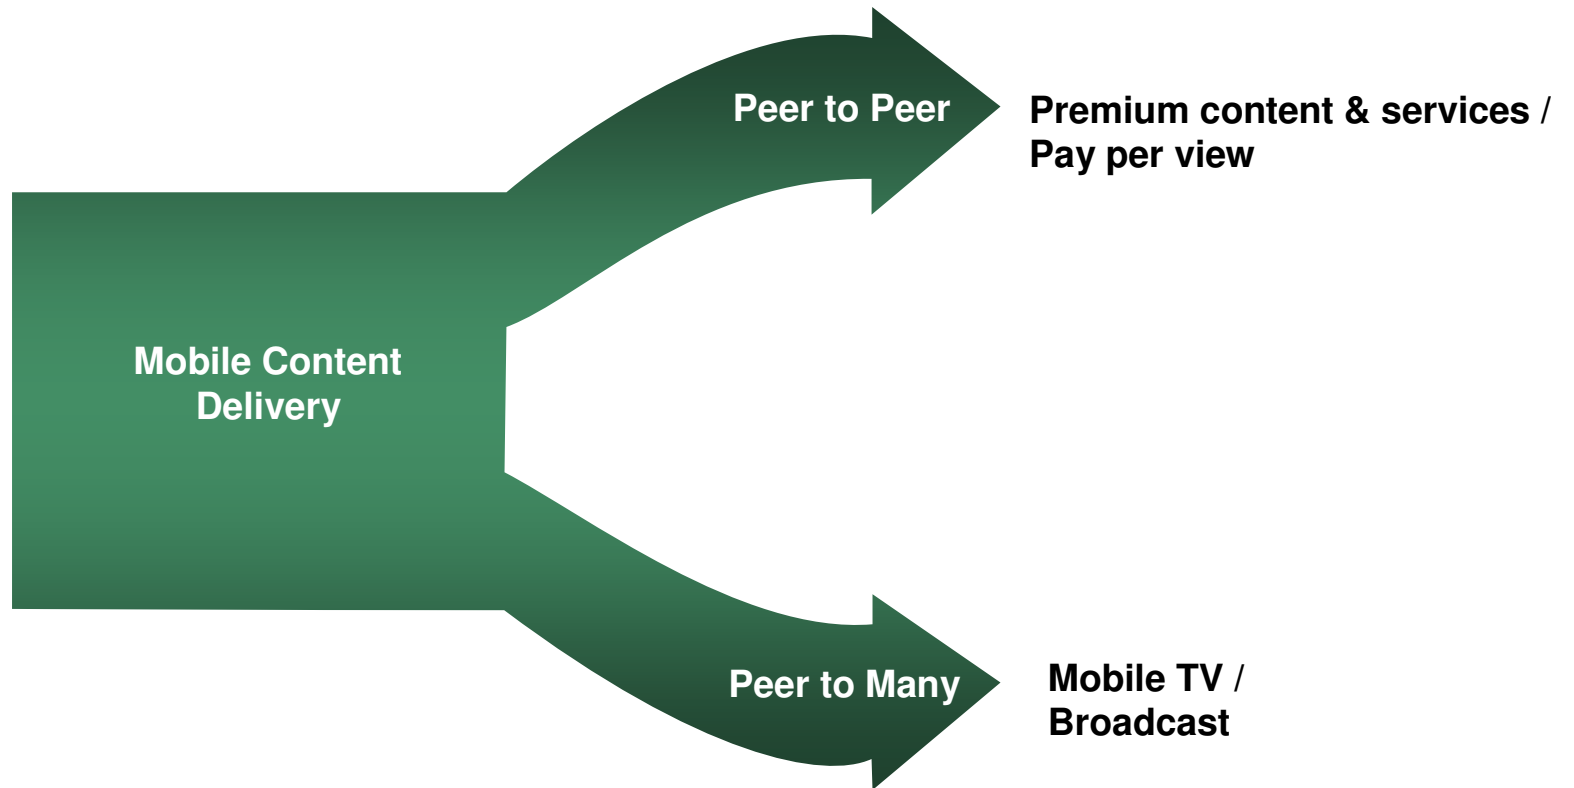 Peer to Peer
Premium content & services /
Pay per view
Mobile Content
Delivery
Peer to Many
Mobile TV /
Broadcast